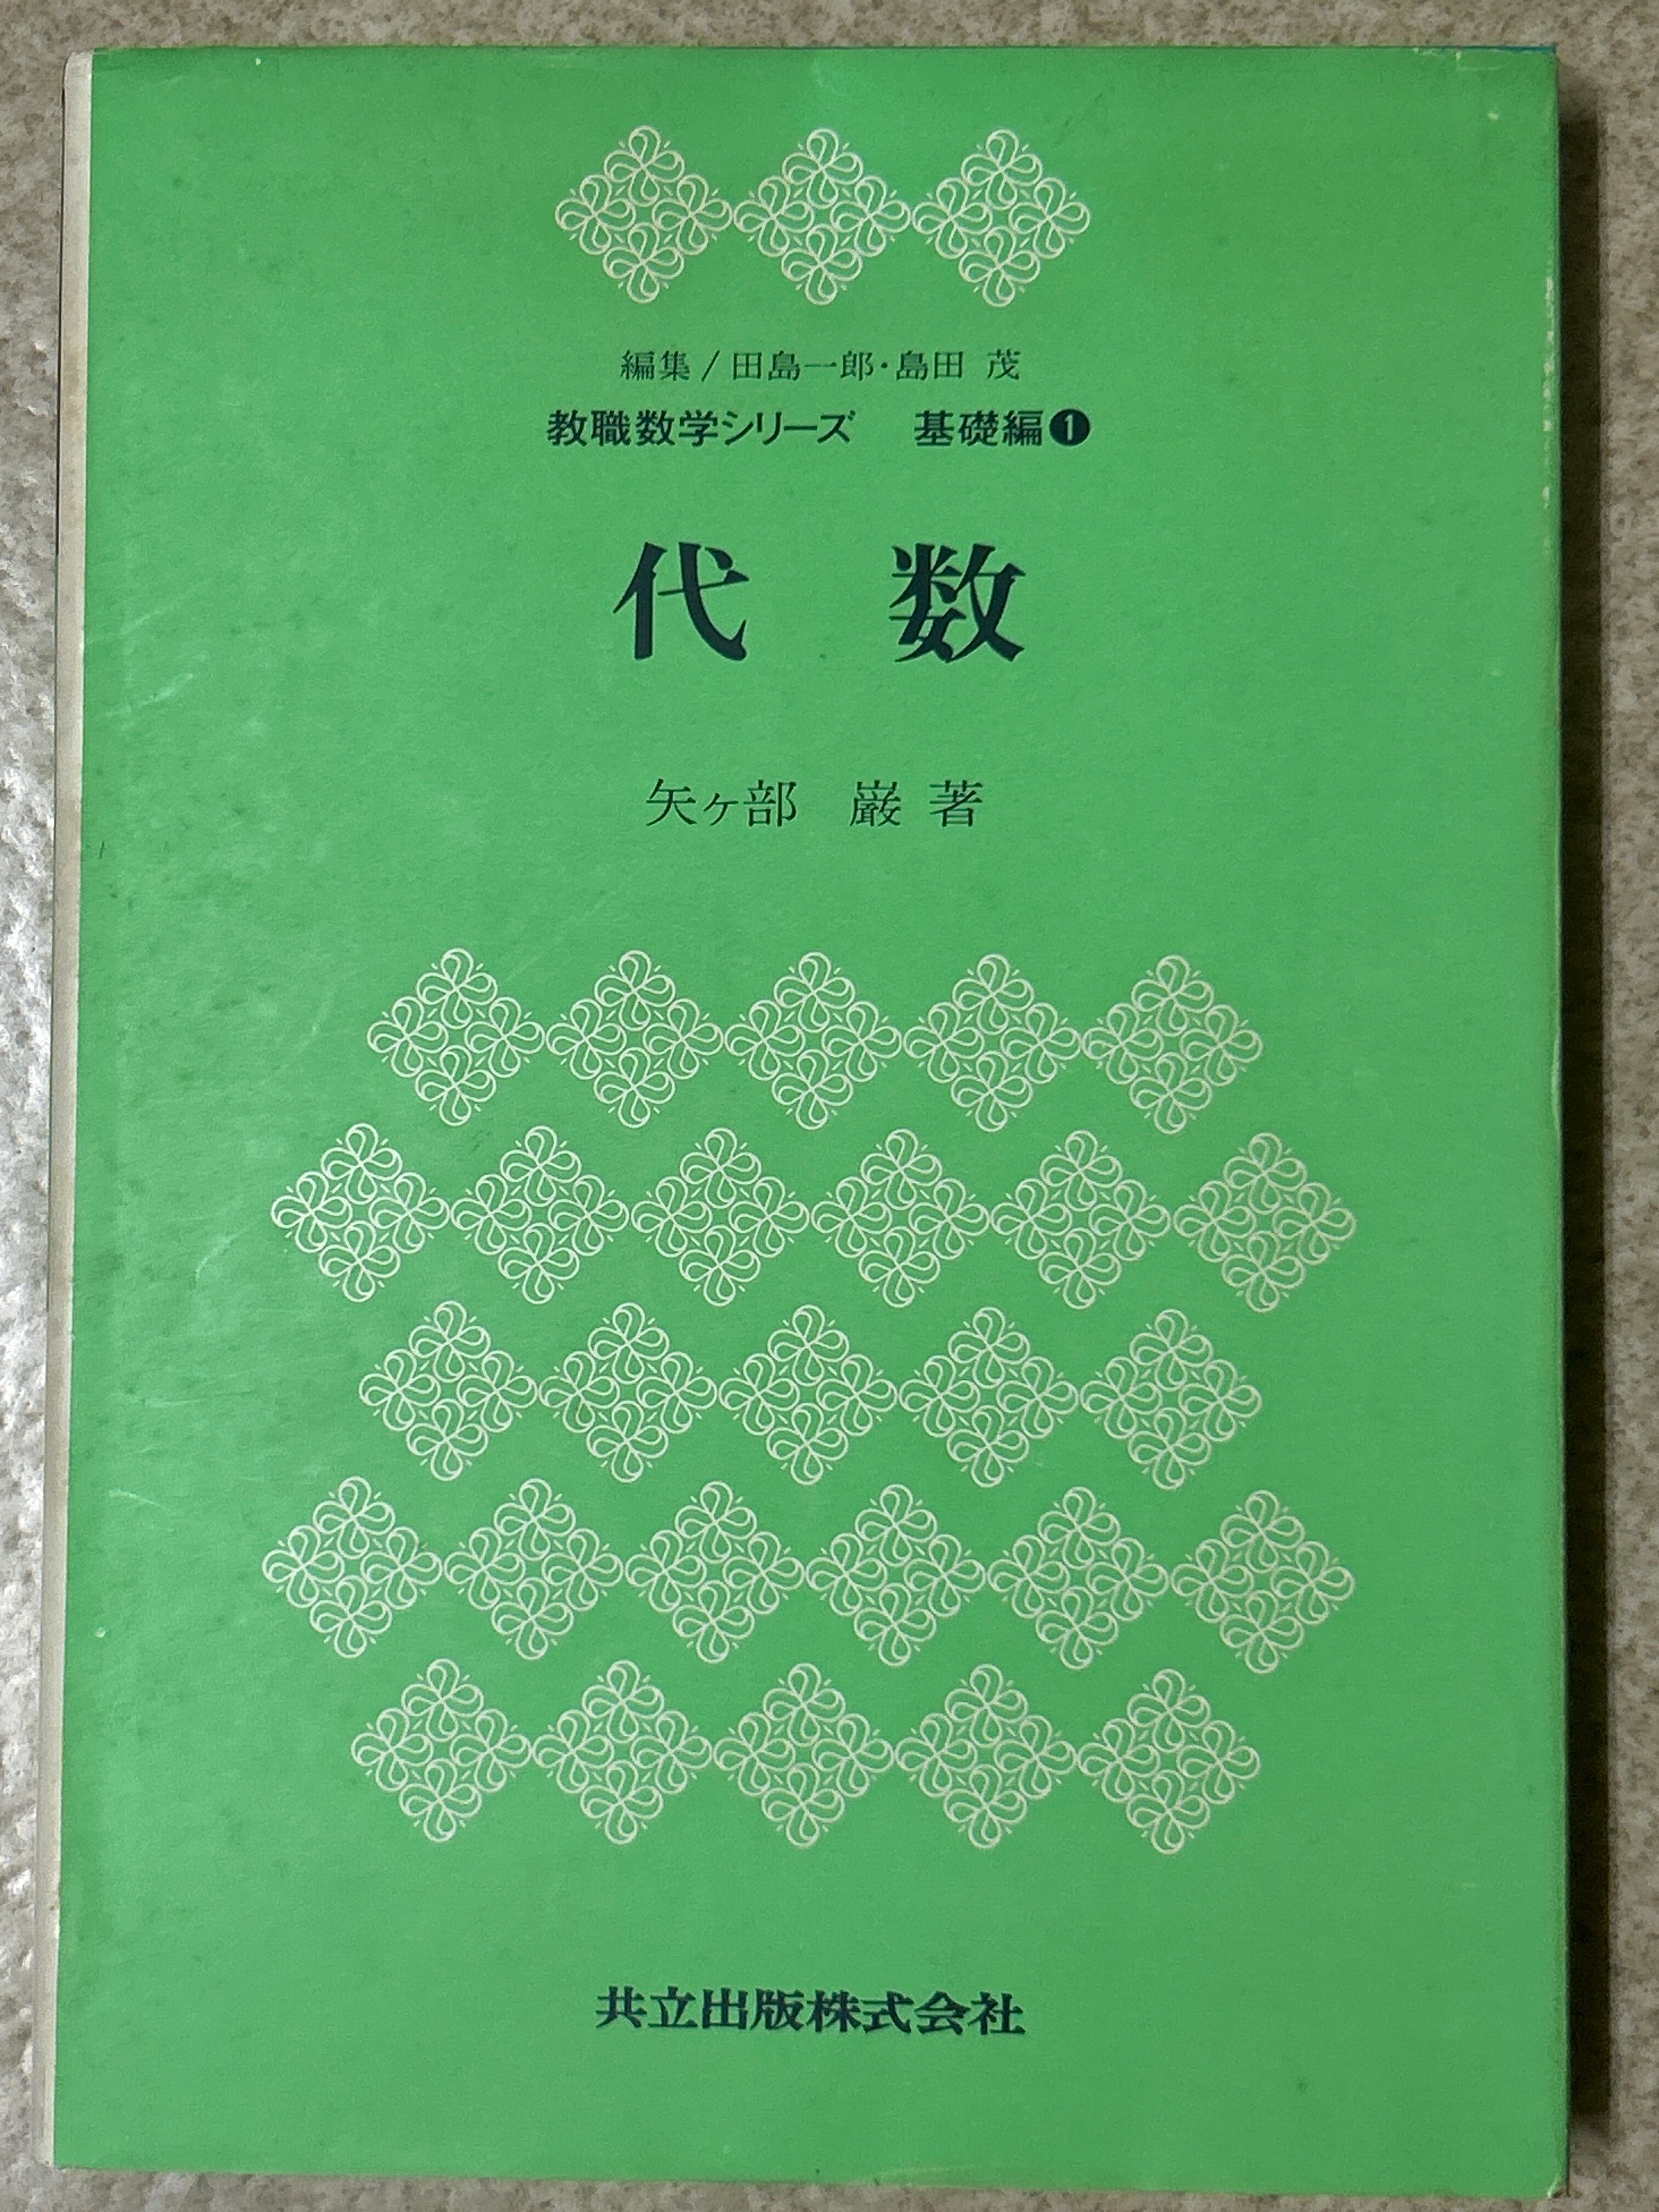 編集/田島一郎・島田 茂
教職数学シリーズ 基礎編❶
代 数
矢ヶ部 巌 著
共立出版株式会社